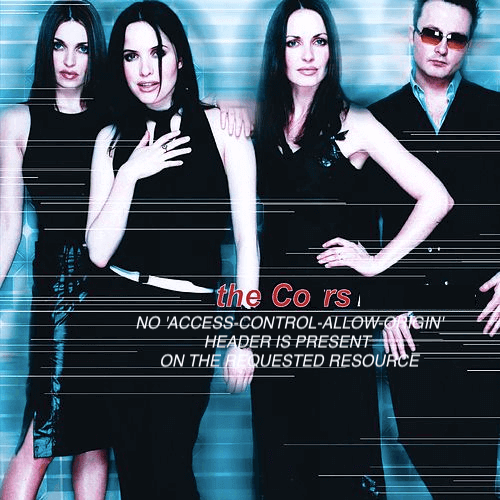 the Co rs
NO 'ACCESS-CONTROL-ALLOW-ORIGIN'
HEADER IS PRESENT
ON THE REQUESTED RESOURCE